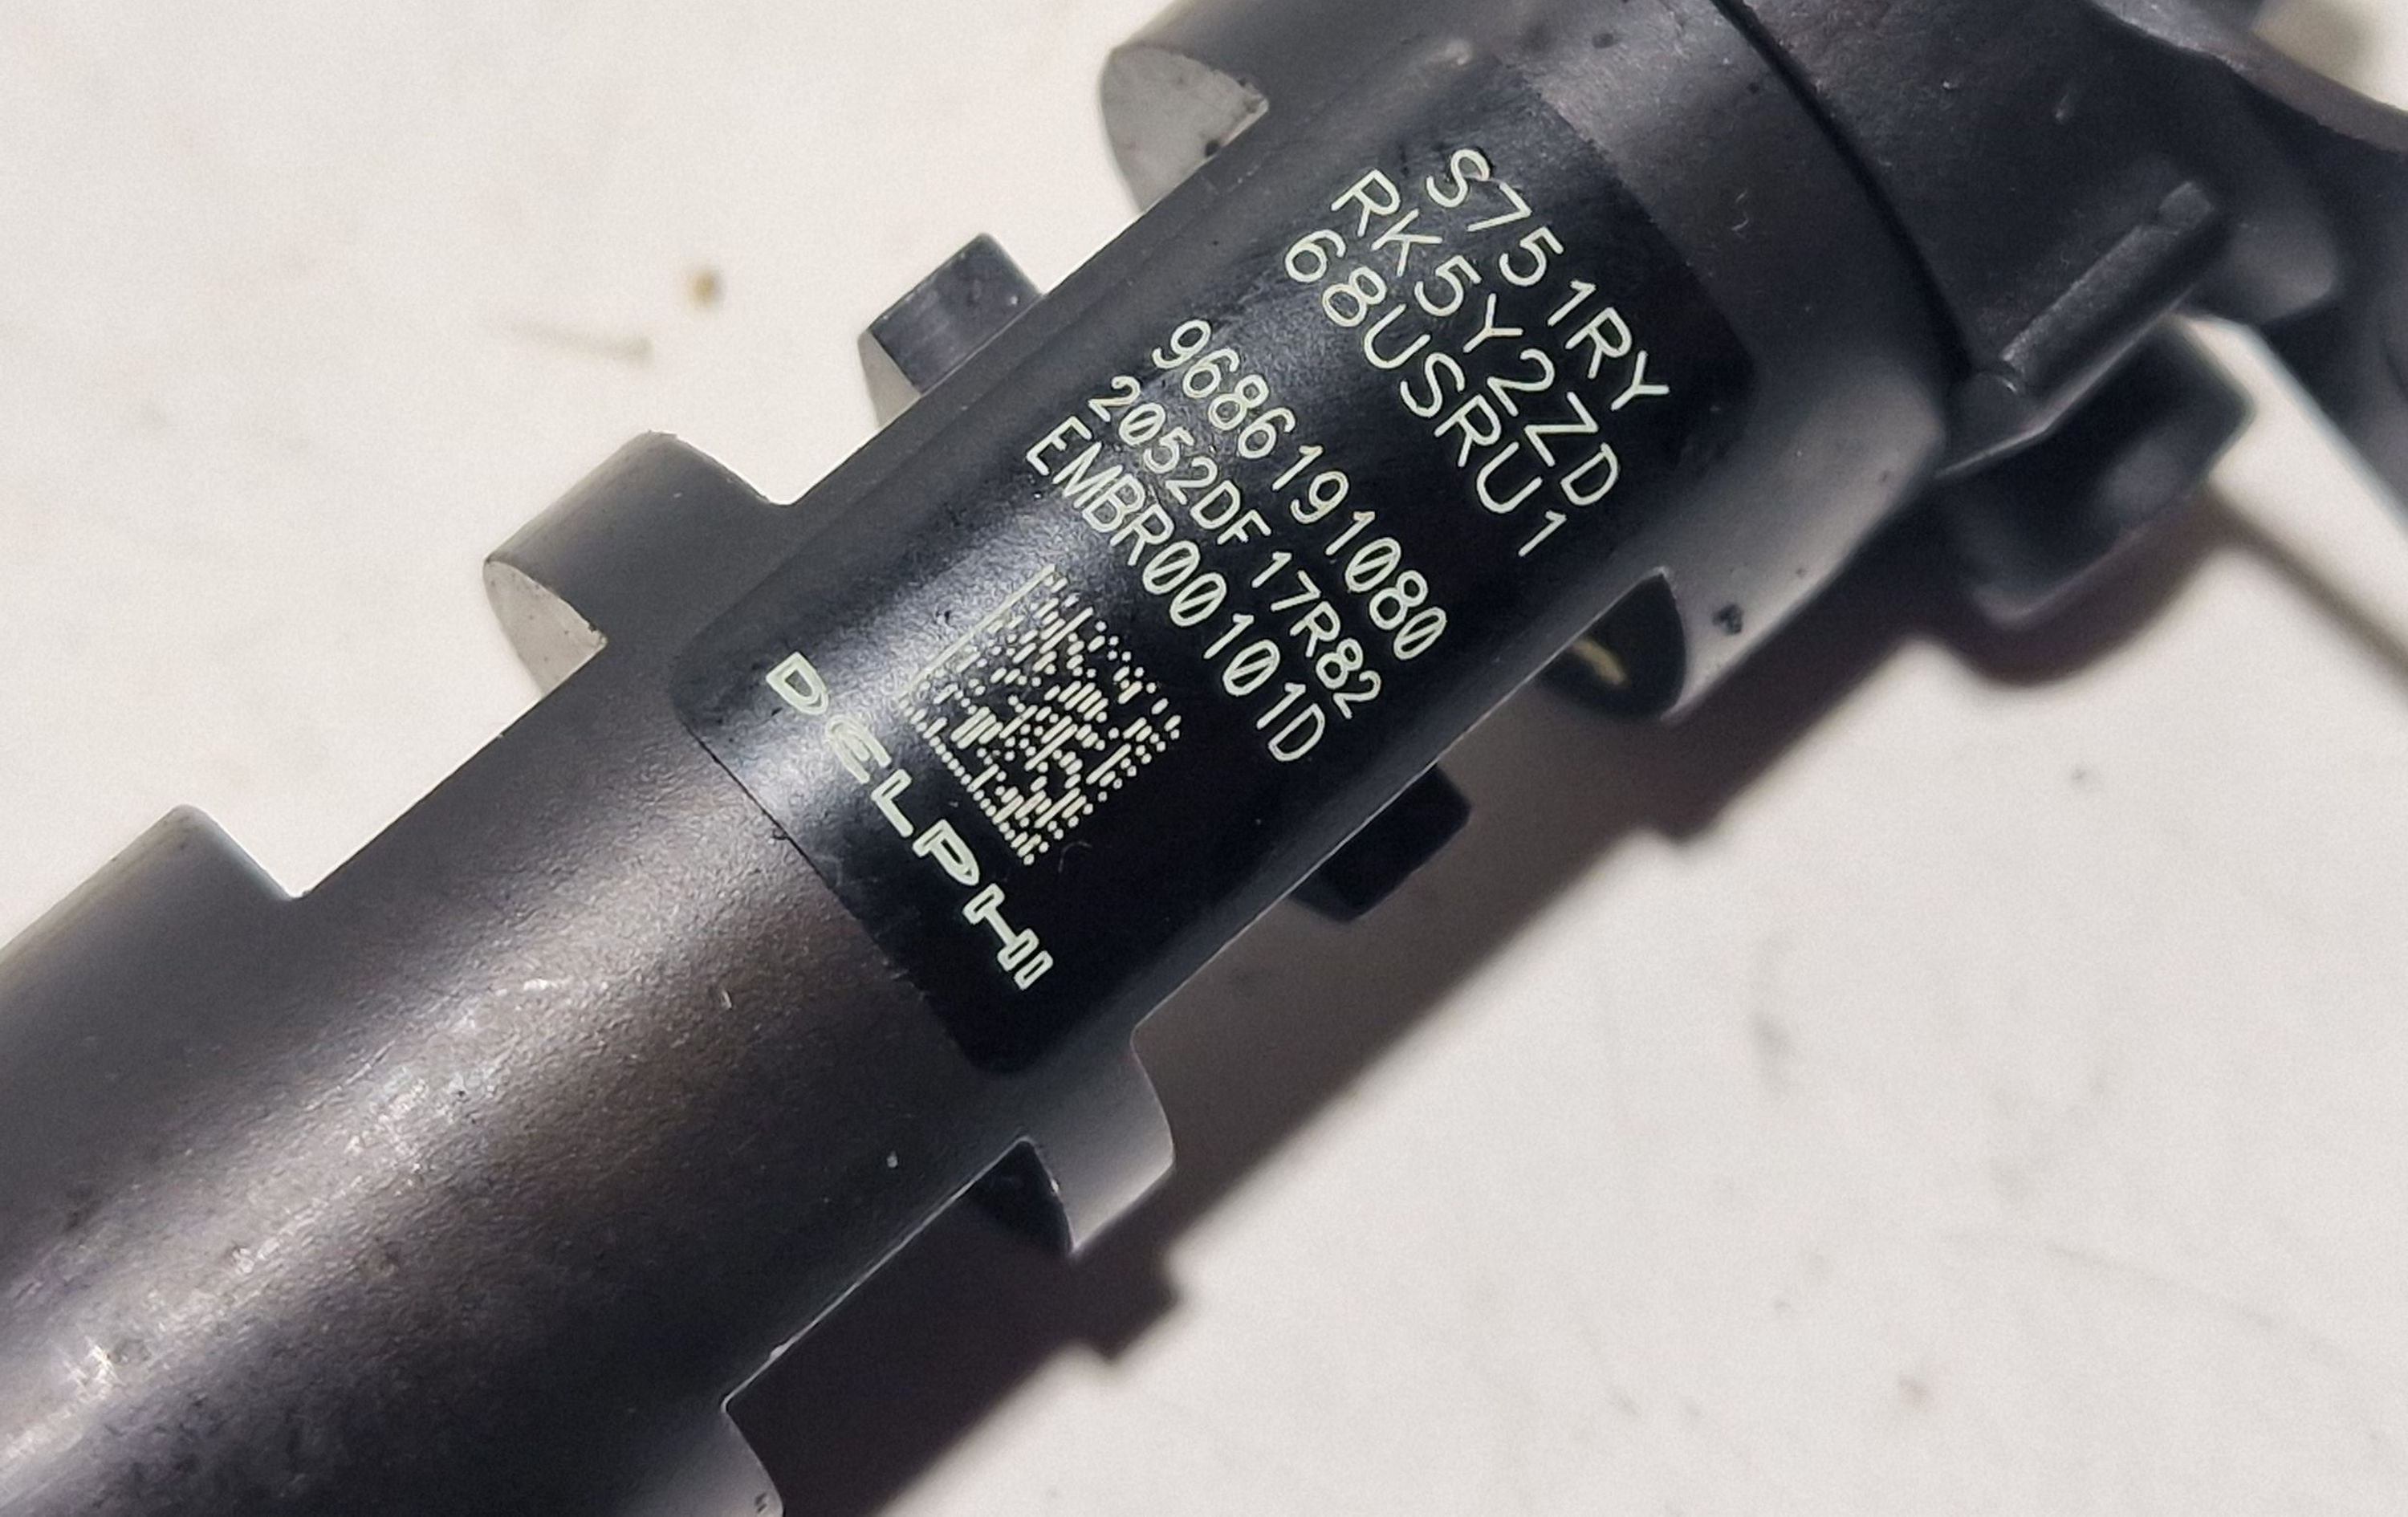 S751RY
RK5Y2ZD
68USRU1
9686191080
2052DF17R82
EMBR00101D
DELPHI